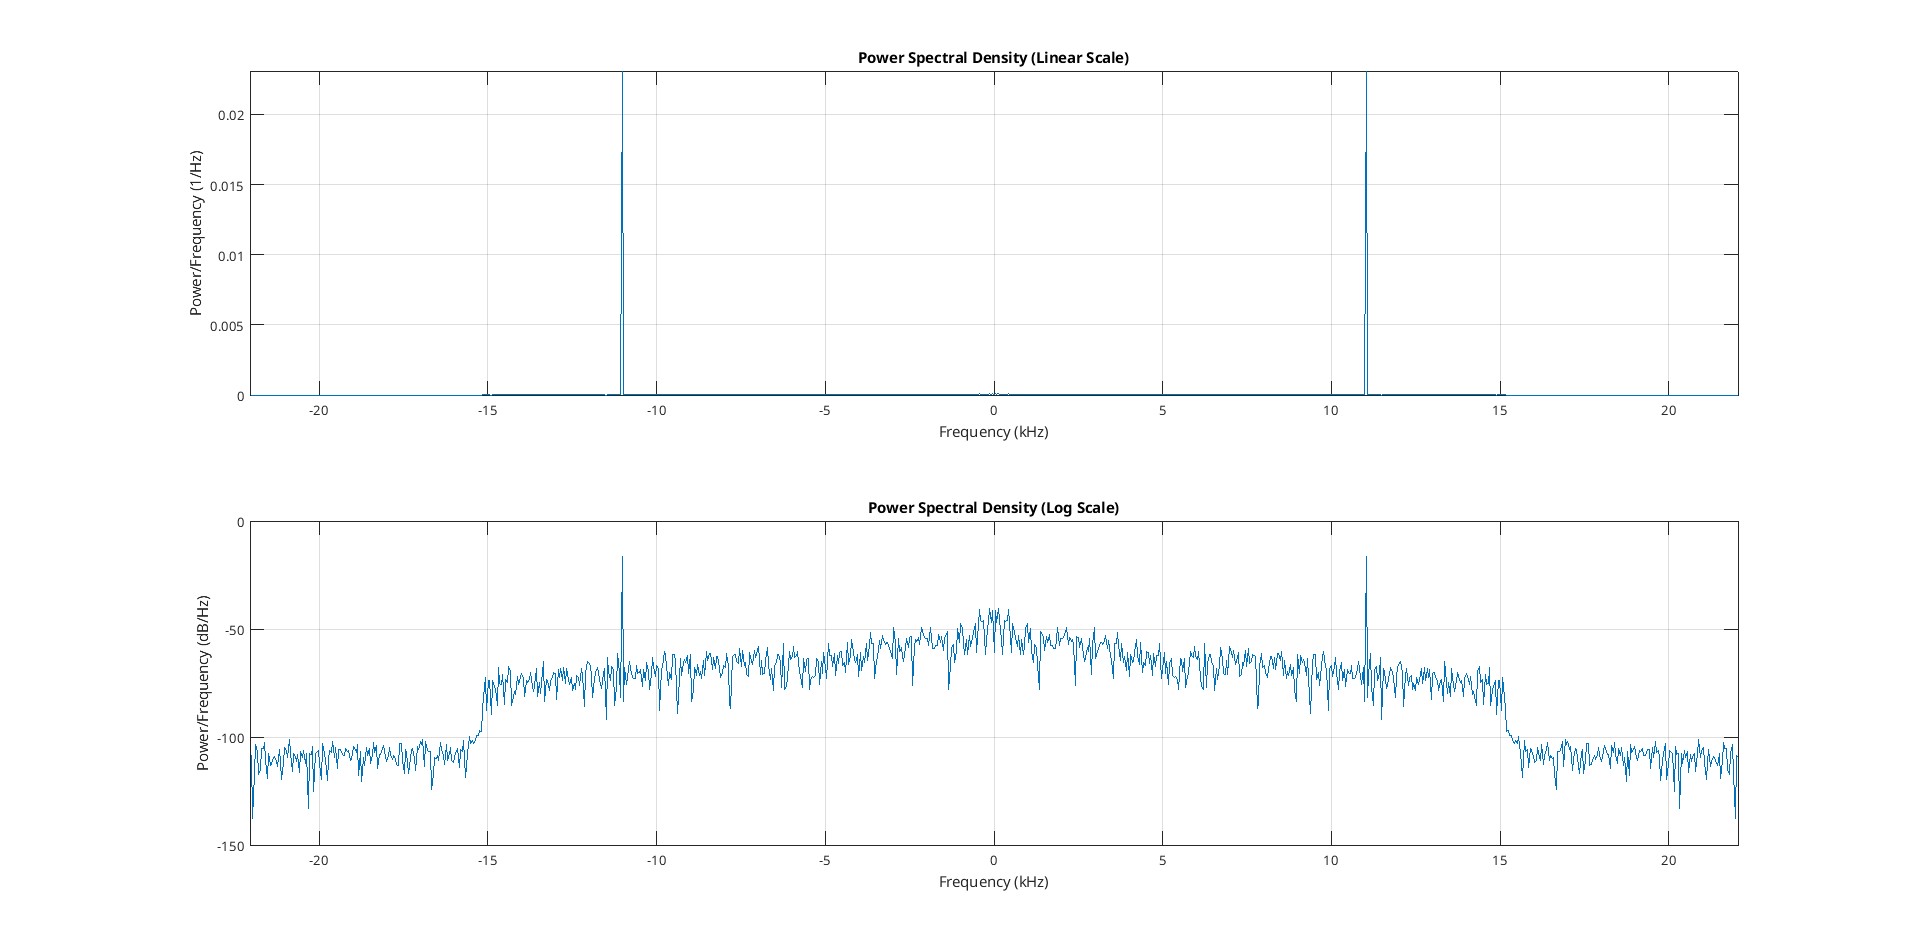 Power Spectral Density (Linear Scale)
Power/Frequency (1/Hz)
0.02
0.015
0.01
0.005
0
-20 -15 -10 -5 0 5 10 15 20
Frequency (kHz)
Power Spectral Density (Log Scale)
Power/Frequency (dB/Hz)
0
-50
-100
-150
-20 -15 -10 -5 0 5 10 15 20
Frequency (kHz)